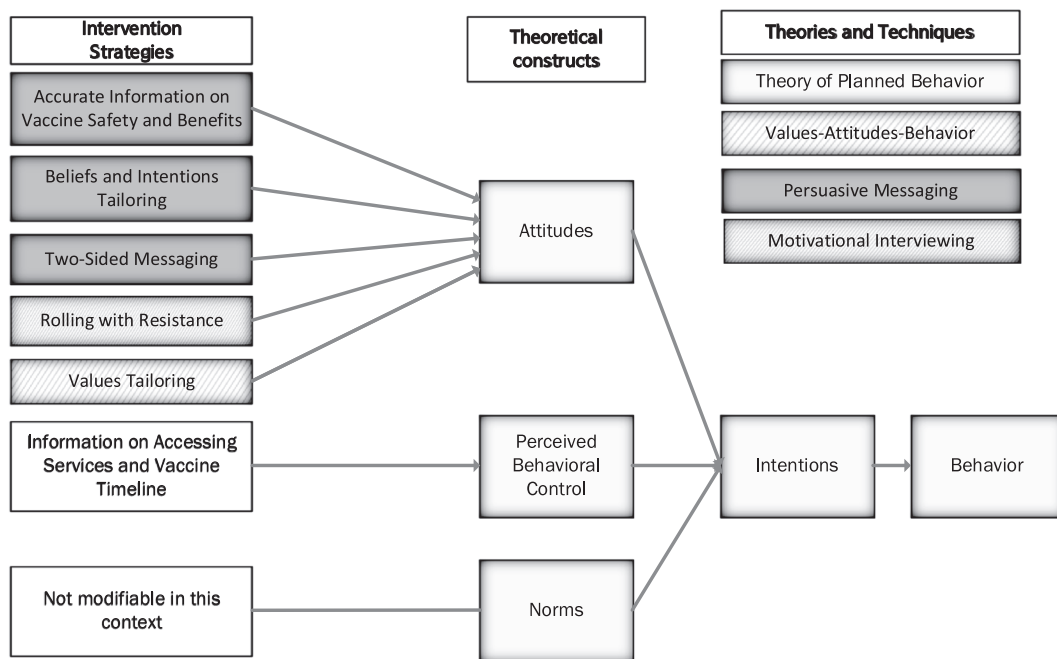 Intervention
Strategies
Accurate Information on
Vaccine Safety and Benefits
Beliefs and Intentions
Tailoring
Two-Sided Messaging
Rolling with Resistance
Values Tailoring
Information on Accessing
Services and Vaccine
Timeline
Not modifiable in this
context
Theoretical
constructs
Attitudes
Perceived
Behavioral
Control
Norms
Theories and Techniques
Theory of Planned Behavior
Values-Attitudes-Behavior
Persuasive Messaging
Motivational Interviewing
Intentions
Behavior